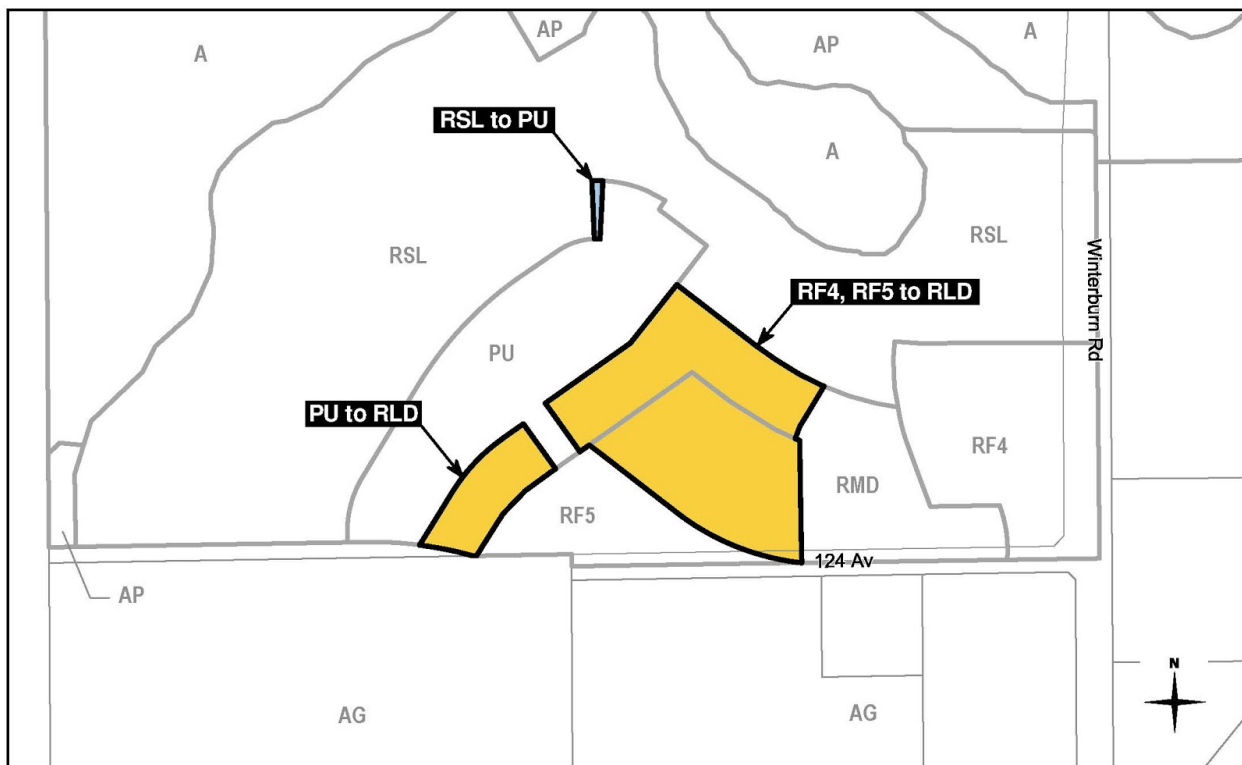 AP
A
A
AP
RSL to PU
A
RSL
RSL
Winterburn Rd
RF4, RF5 to RLD
PU
PU to RLD
RF4
RMD
RF5
124 Av
AP
N
AG
AG